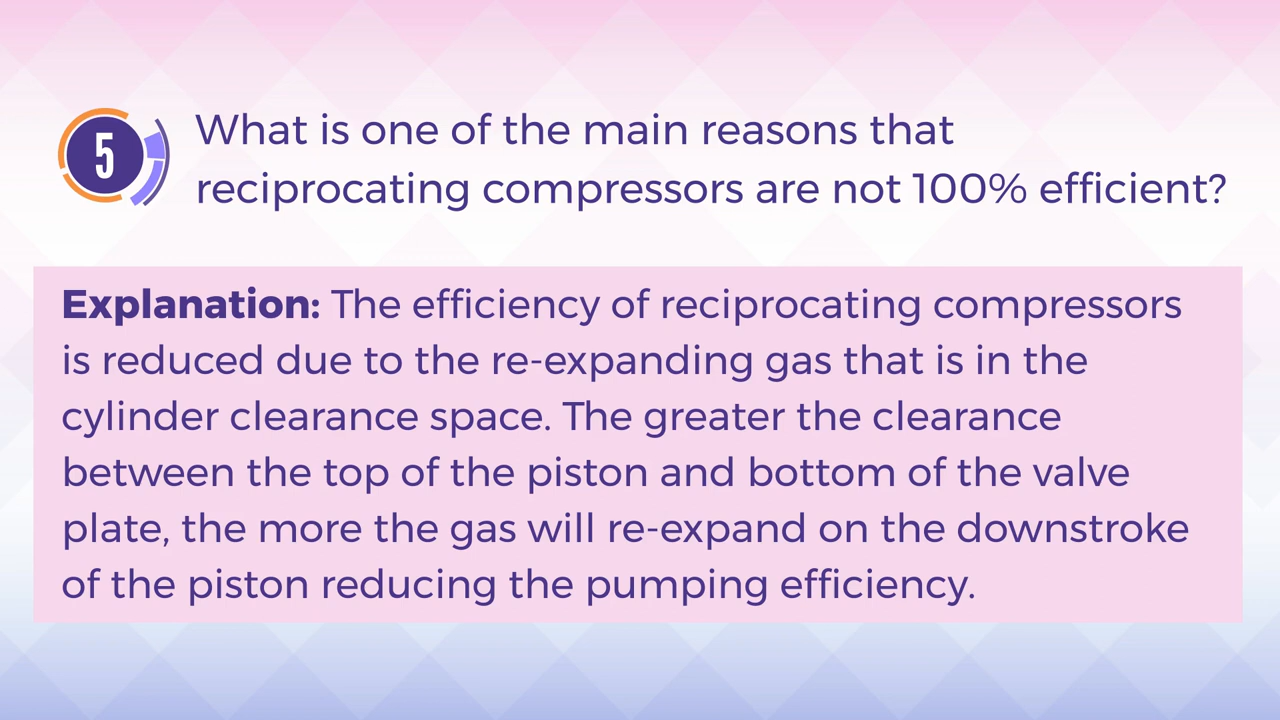 5
What is one of the main reasons that
reciprocating compressors are not 100% efficient?
Explanation: The efficiency of reciprocating compressors
is reduced due to the re-expanding gas that is in the
cylinder clearance space. The greater the clearance
between the top of the piston and bottom of the valve
plate, the more the gas will re-expand on the downstroke
of the piston reducing the pumping efficiency.